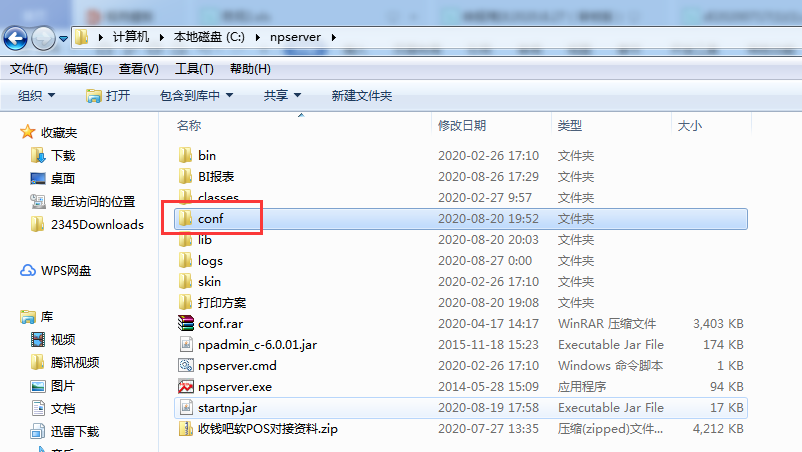 计算机 本地磁盘 (C:) npserver
文件(F) 编辑(E) 查看(V) 工具(T) 帮助(H)
组织 打开 包含到库中 共享 新建文件夹
收藏夹
下载
桌面
最近访问的位置
2345Downloads
WPS网盘
库
视频
腾讯视频
图片
文档
迅雷下载
音乐
名称 修改日期 类型 大小
bin 2020-02-26 17:10 文件夹
BI报表 2020-08-26 17:29 文件夹
classes 2020-02-27 9:57 文件夹
conf 2020-08-20 19:52 文件夹
lib 2020-08-20 20:03 文件夹
logs 2020-08-27 0:00 文件夹
skin 2020-02-26 17:10 文件夹
打印方案 2020-08-20 19:08 文件夹
conf.rar 2020-04-17 14:17 WinRAR 压缩文件 3,403 KB
npadmin_c-6.0.01.jar 2015-11-18 15:23 Executable Jar File 174 KB
npserver.cmd 2020-02-26 17:10 Windows 命令脚本 1 KB
npserver.exe 2014-05-28 15:09 应用程序 94 KB
startnp.jar 2020-08-19 17:58 Executable Jar File 17 KB
收钱吧软POS对接资料.zip 2020-07-27 13:35 压缩(zipped)文件... 4,212 KB